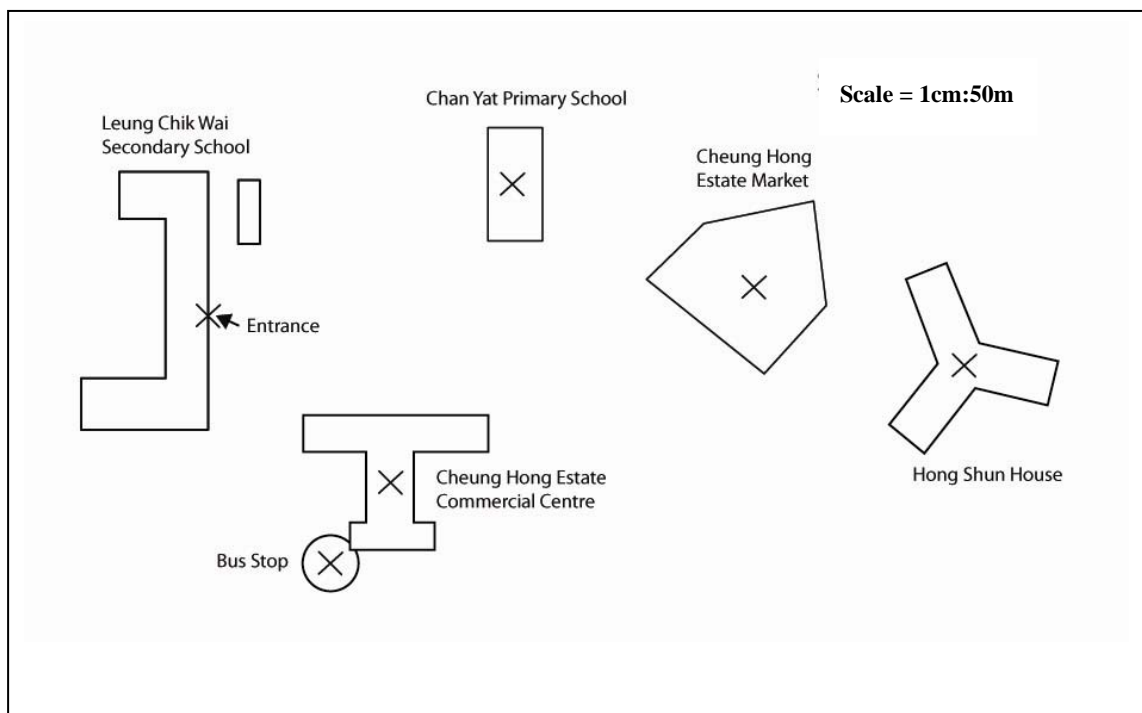 Scale = 1cm:50m
Chan Yat Primary School
Leung Chik Wai
Secondary School
Cheung Hong
Estate Market
Entrance
Hong Shun House
Cheung Hong Estate
Commercial Centre
Bus Stop